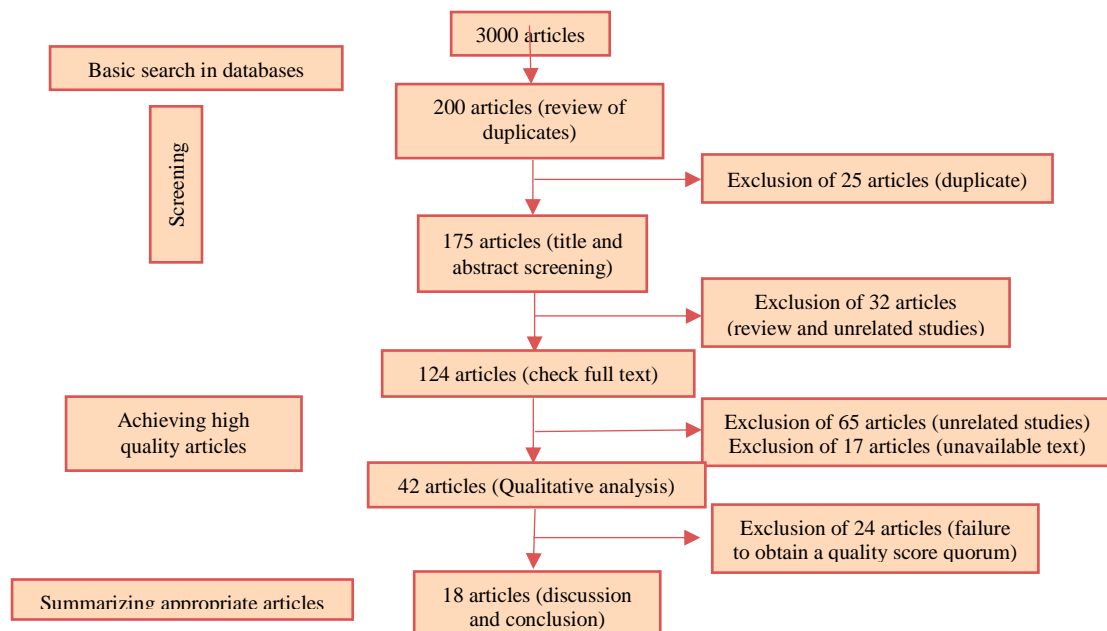 3000 articles
Basic search in databases
200 articles (review of
duplicates)
Screening
Exclusion of 25 articles (duplicate)
175 articles (title and
abstract screening)
Exclusion of 32 articles
(review and unrelated studies)
124 articles (check full text)
Achieving high
quality articles
Exclusion of 65 articles (unrelated studies)
Exclusion of 17 articles (unavailable text)
42 articles (Qualitative analysis)
Exclusion of 24 articles (failure
to obtain a quality score quorum)
18 articles (discussion
and conclusion)
Summarizing appropriate articles